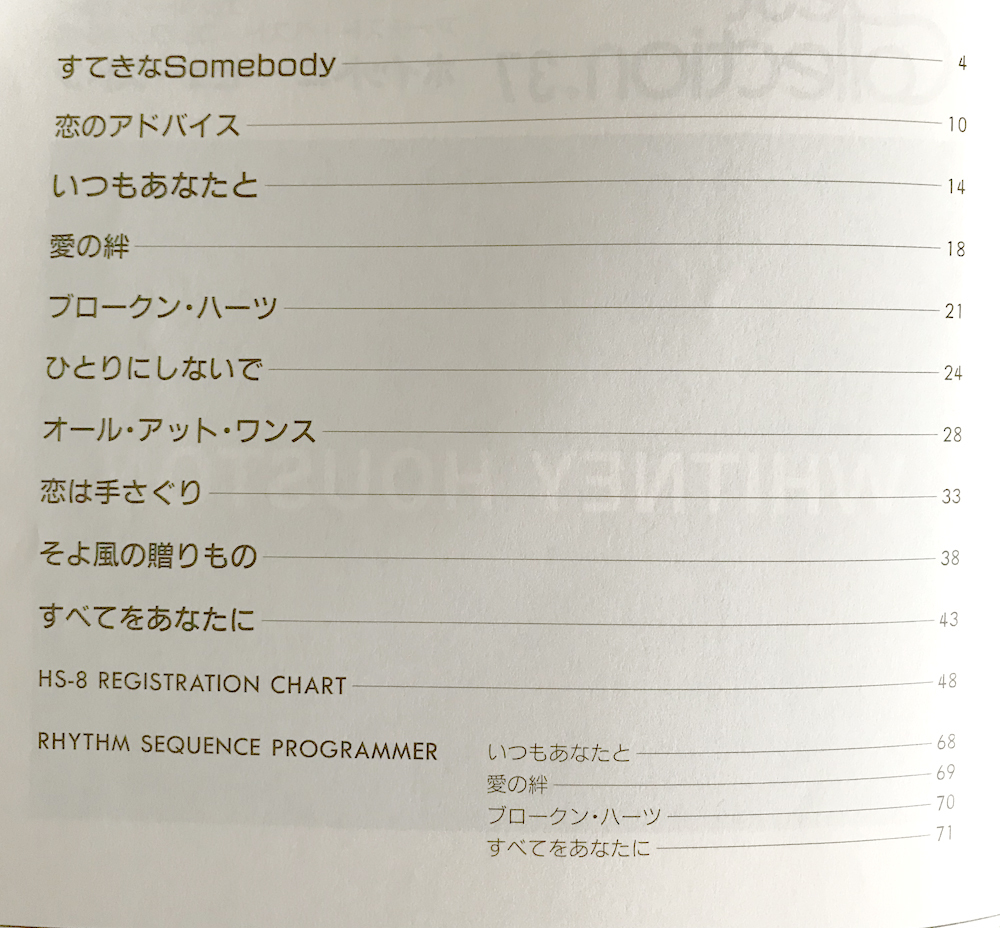 Collection.37
すてきなSomebody 4
恋のアドバイス 10
いつもあなたと 14
愛の絆 18
ブロークン・ハーツ 21
ひとりにしないで 24
オール・アット・ワンス 28
WHITNEY HOUSTON
恋は手さぐり 33
そよ風の贈りもの 38
すべてをあなたに 43
HS-8 REGISTRATION CHART 48
RHYTHM SEQUENCE PROGRAMMER いつもあなたと 68
愛の絆 69
ブロークン・ハーツ 70
すべてをあなたに 71